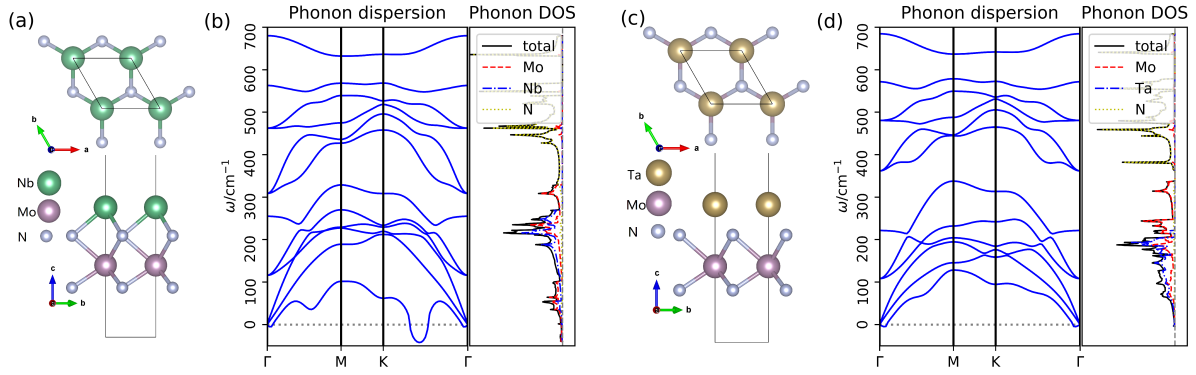 (a)
b
a
Nb
Mo
N
c
b
(b)
Phonon dispersion
Phonon DOS
ω/cm⁻¹
700
600
500
400
300
200
100
0
Γ
M
K
Γ
total
Mo
Nb
N
(c)
b
a
Ta
Mo
N
c
b
(d)
Phonon dispersion
Phonon DOS
ω/cm⁻¹
700
600
500
400
300
200
100
0
Γ
M
K
Γ
total
Mo
Ta
N